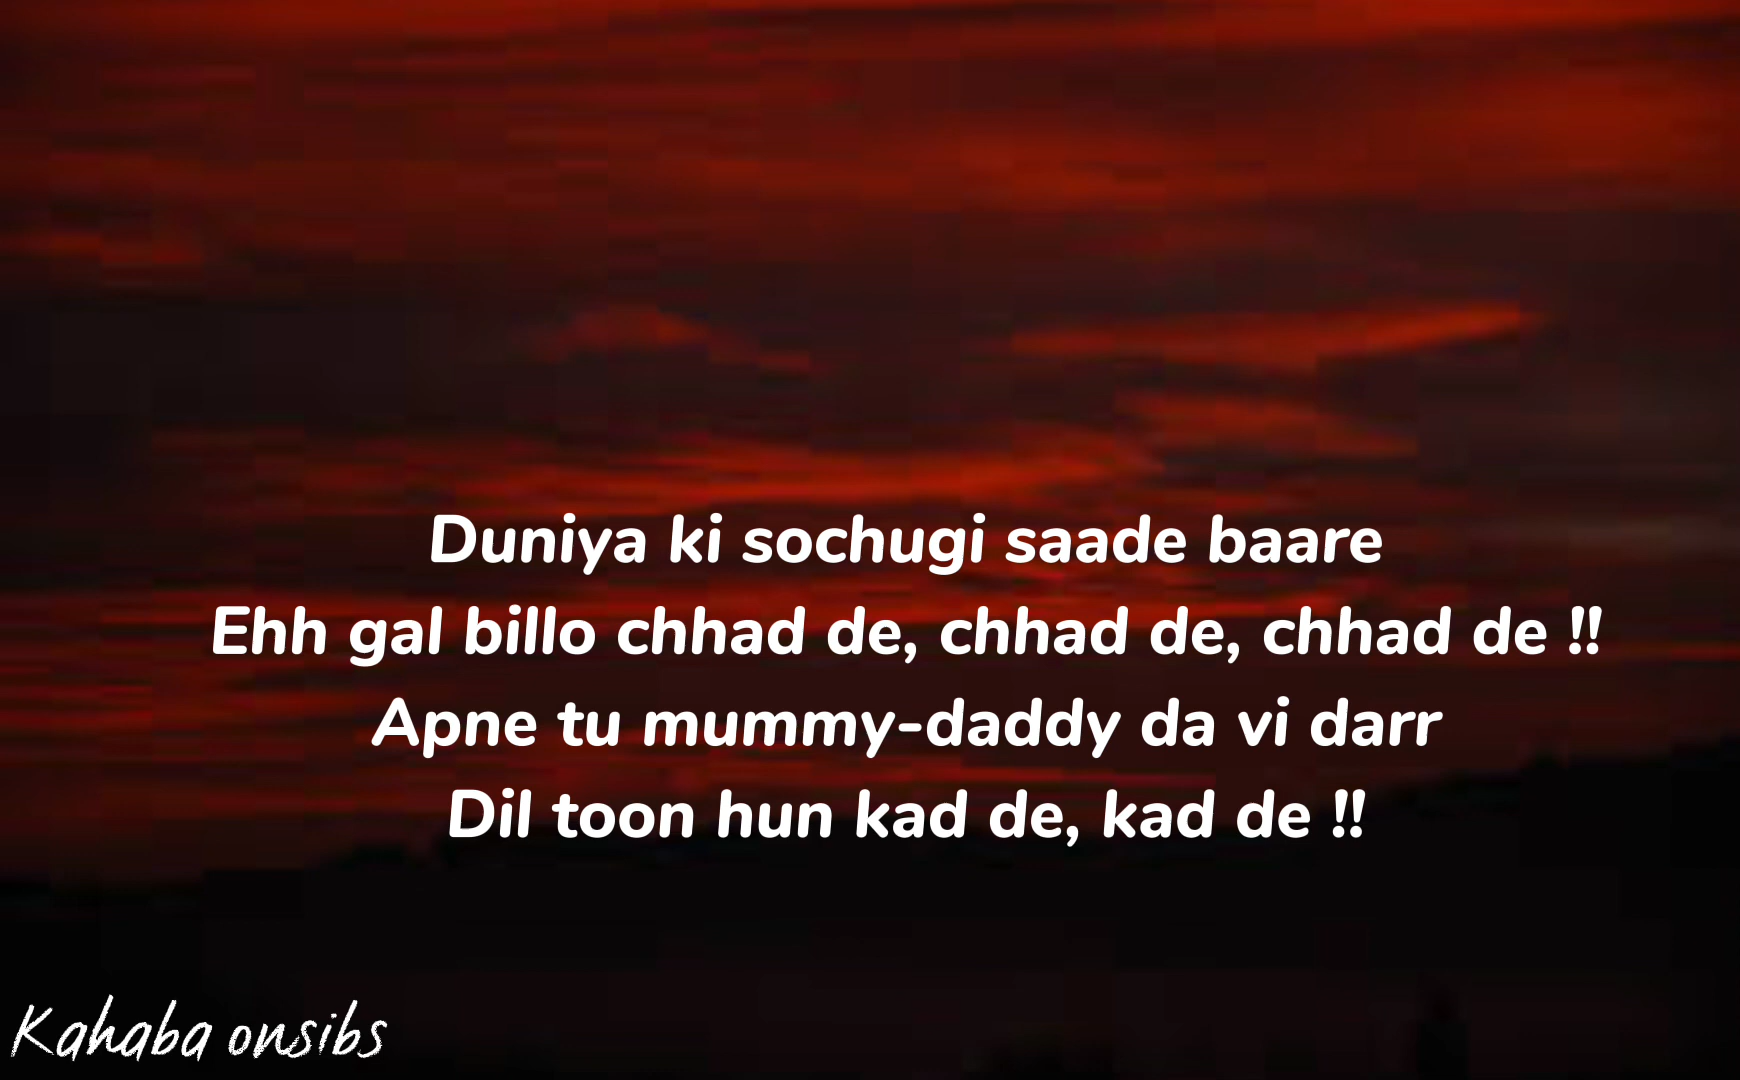 Duniya ki sochugi saade baare
Ehh gal billo chhad de, chhad de, chhad de !!
Apne tu mummy-daddy da vi darr
Dil toon hun kad de, kad de !!
Kahaba onsibs